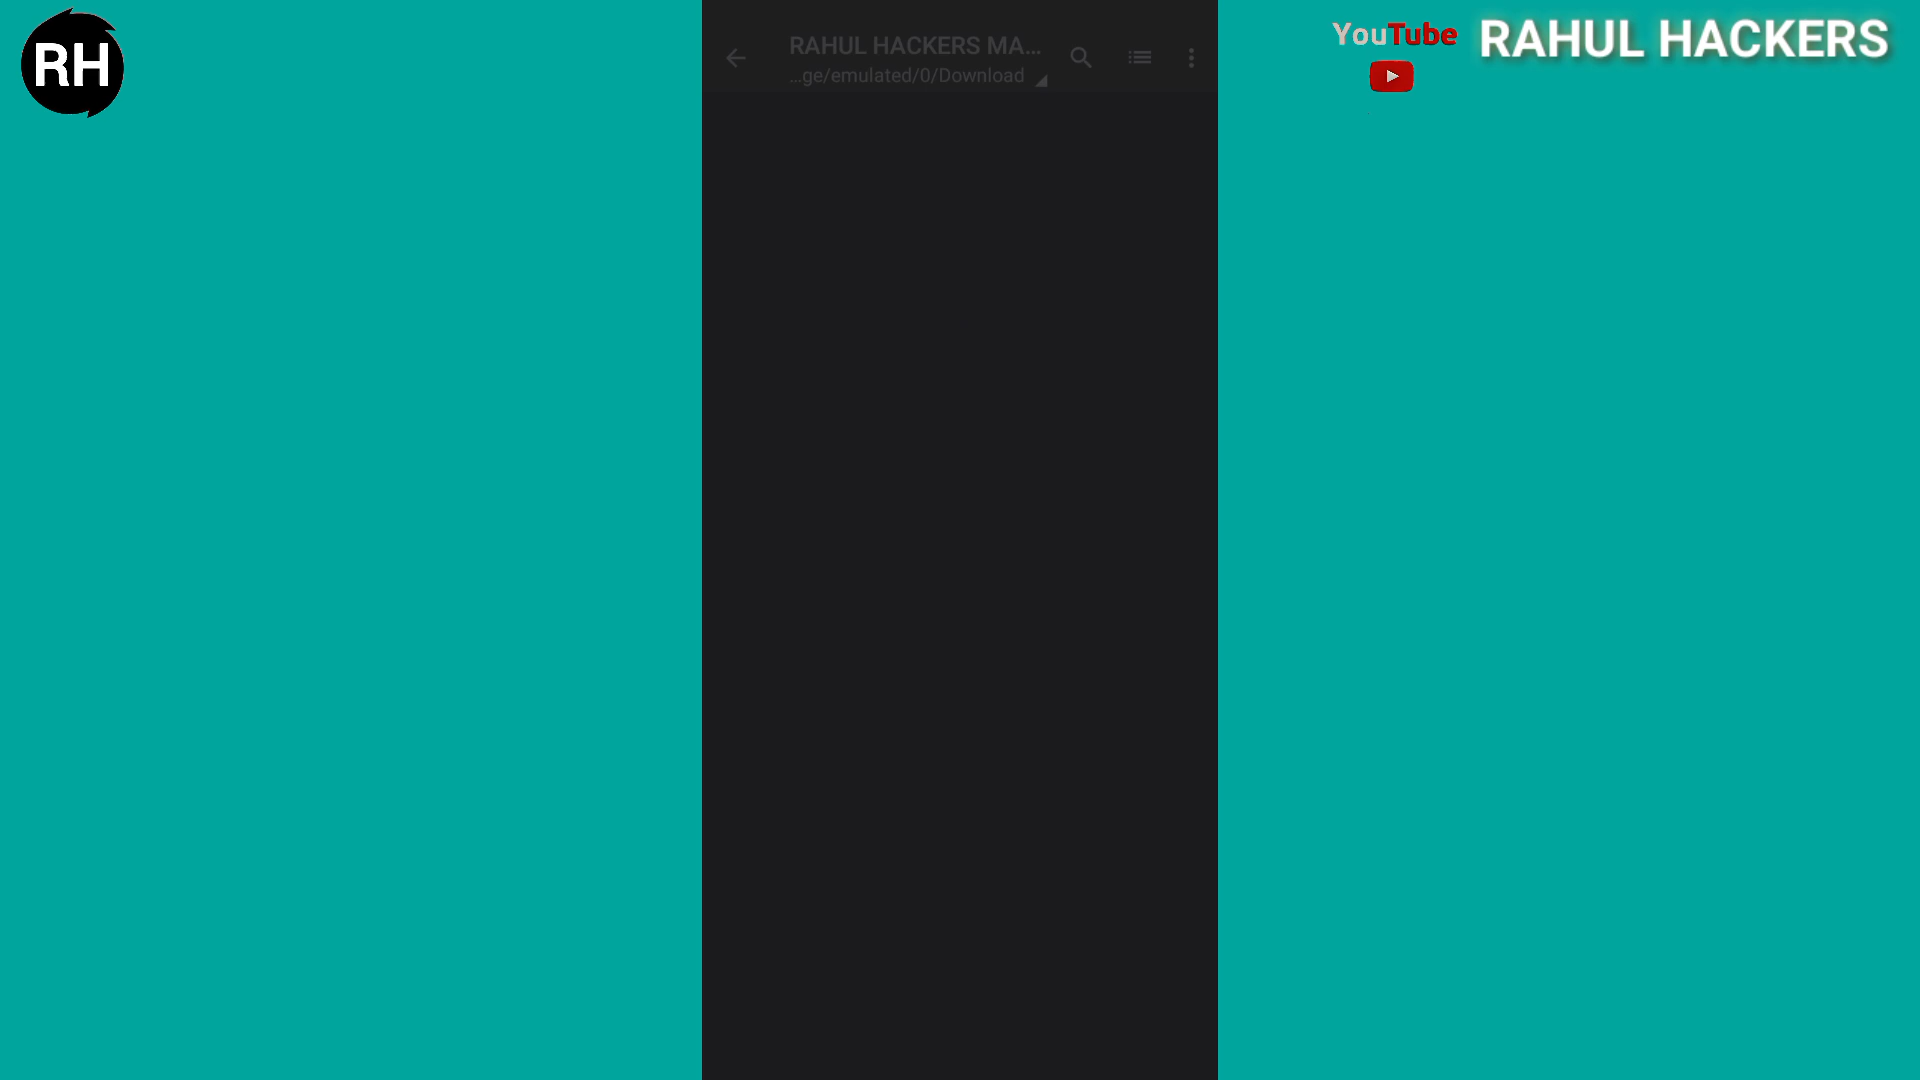 RH
RAHUL HACKERS MA...
...ge/emulated/0/Download
YouTube
RAHUL HACKERS